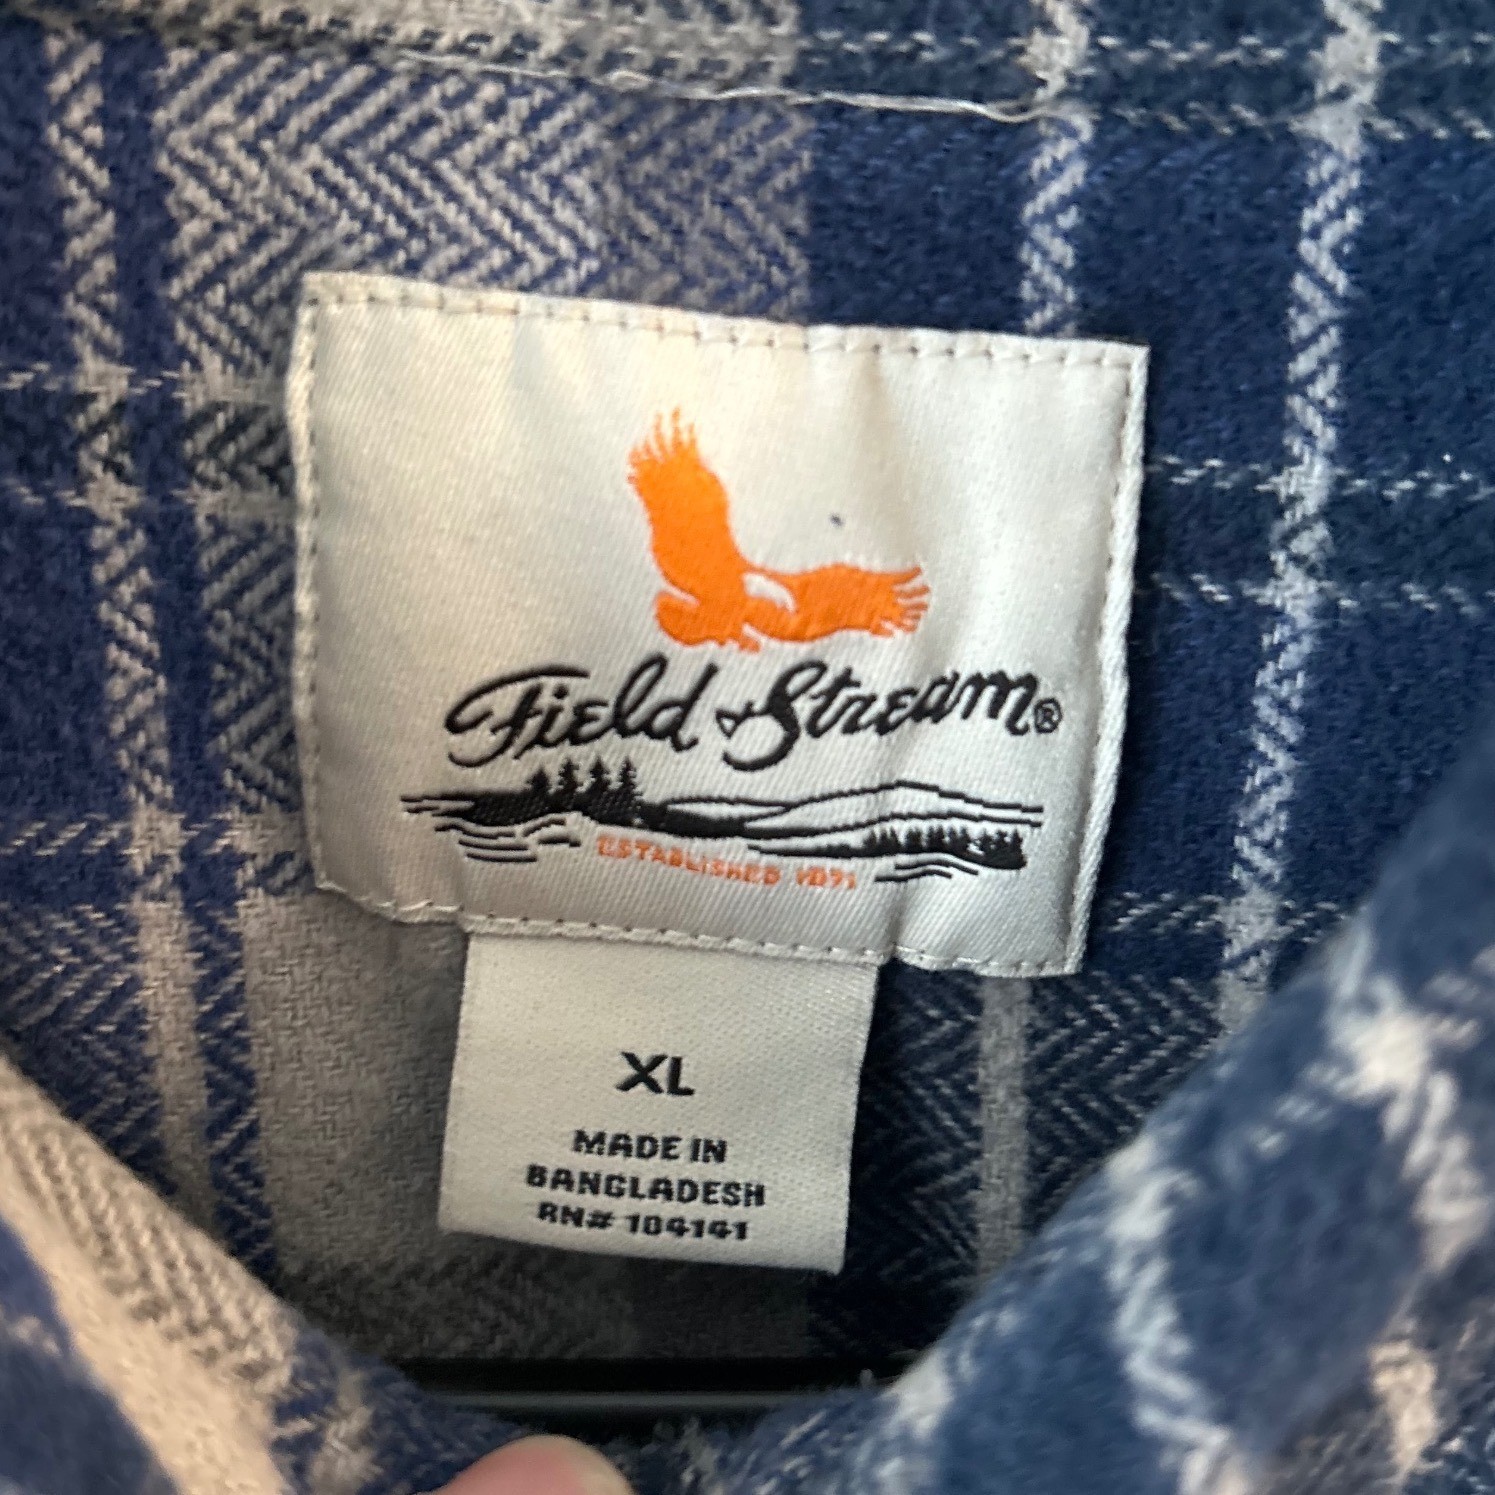 Field & Stream®
ESTABLISHED 1871
XL
MADE IN
BANGLADESH
RN# 104141